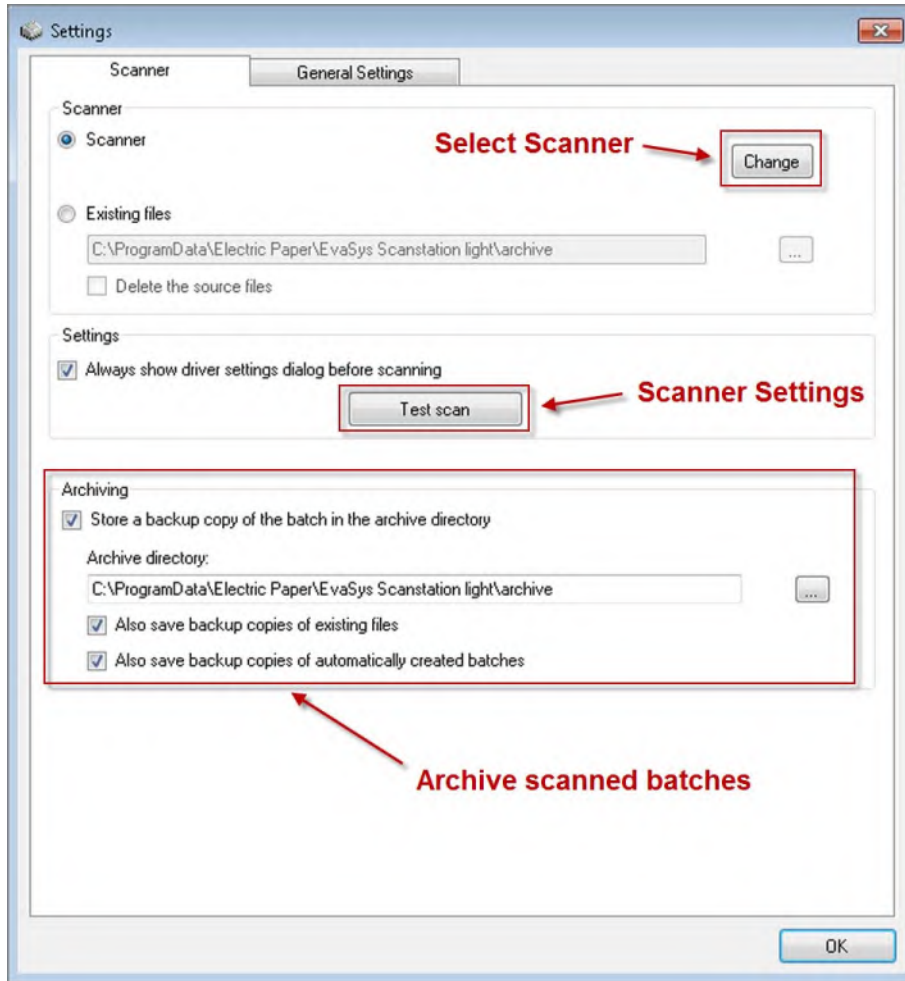 Settings
Scanner
General Settings
Scanner
Scanner
Select Scanner
Change
Existing files
C:\ProgramData\Electric Paper\EvaSys Scanstation light\archive
...
Delete the source files
Settings
Always show driver settings dialog before scanning
Test scan
Scanner Settings
Archiving
Store a backup copy of the batch in the archive directory
Archive directory:
C:\ProgramData\Electric Paper\EvaSys Scanstation light\archive
...
Also save backup copies of existing files
Also save backup copies of automatically created batches
Archive scanned batches
OK